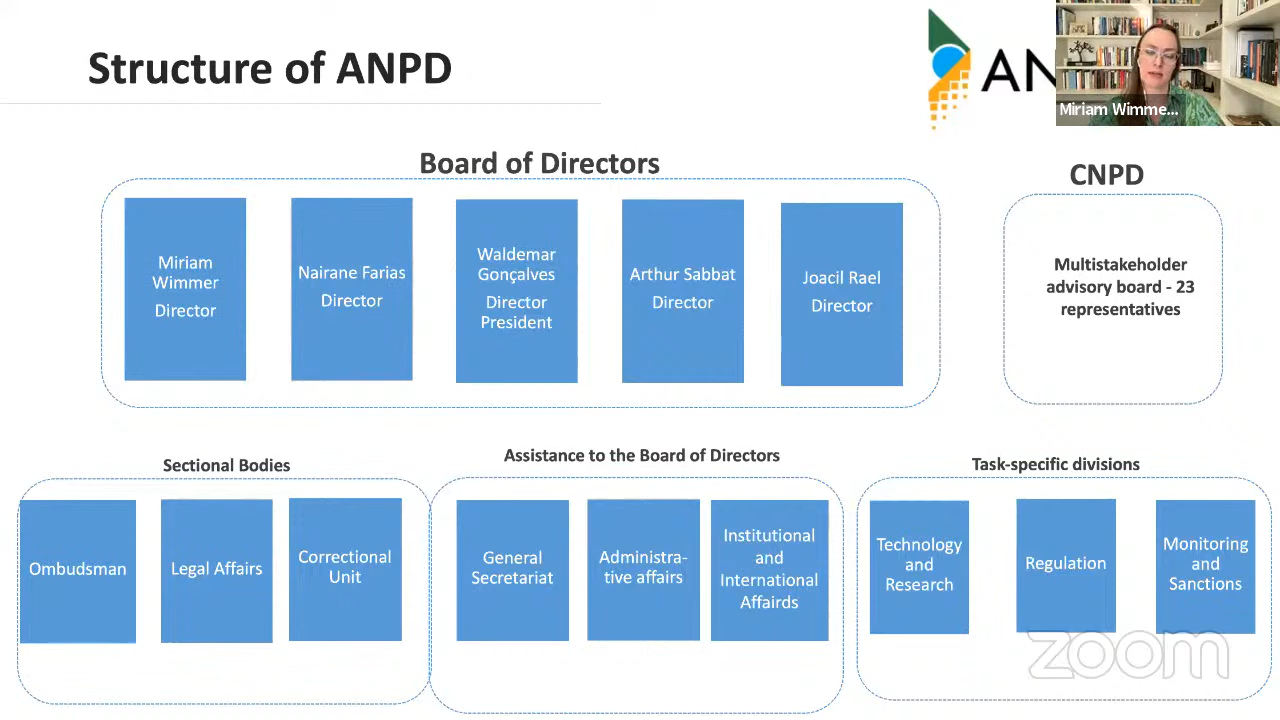 Structure of ANPD
AN
Miriam Wimme...
Board of Directors
CNPD
Miriam
Wimmer
Director
Nairane Farias
Director
Waldemar
Gonçalves
Director
President
Arthur Sabbat
Director
Joacil Rael
Director
Multistakeholder
advisory board - 23
representatives
Sectional Bodies
Assistance to the Board of Directors
Task-specific divisions
Ombudsman
Legal Affairs
Correctional
Unit
General
Secretariat
Administra-
tive affairs
Institutional
and
International
Affairds
Technology
and
Research
Regulation
Monitoring
and
Sanctions
zoom